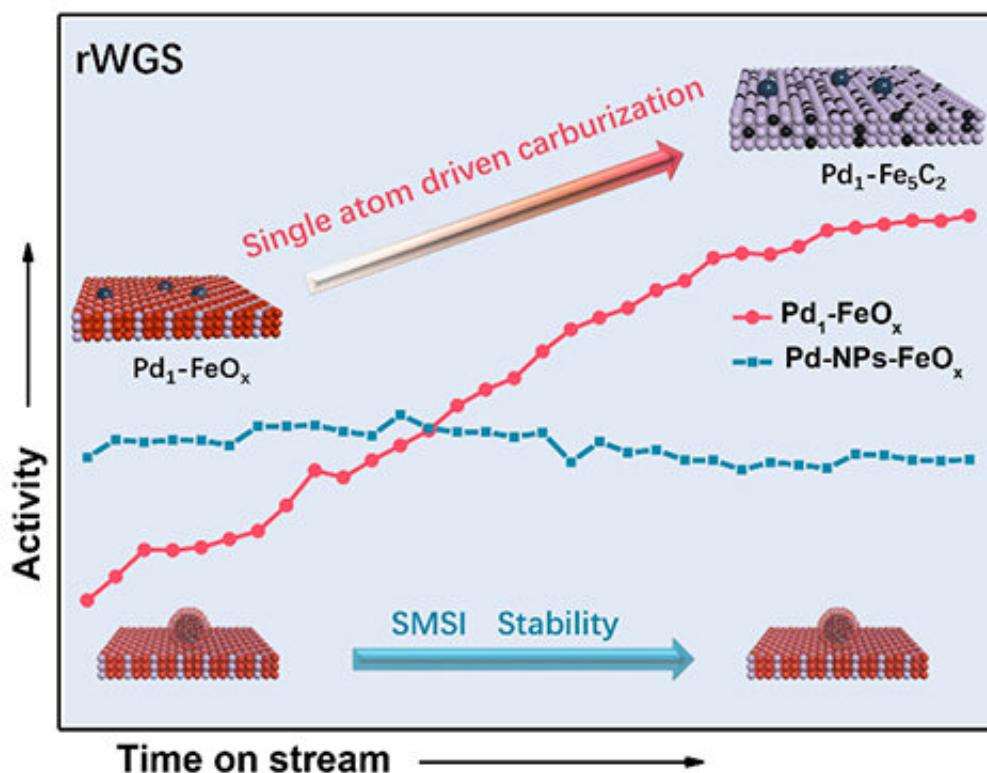 rWGS
Single atom driven carburization
Pd₁-Fe₅C₂
Pd₁-FeOₓ
Pd₁-FeOₓ
Pd-NPs-FeOₓ
Activity
SMSI Stability
Time on stream